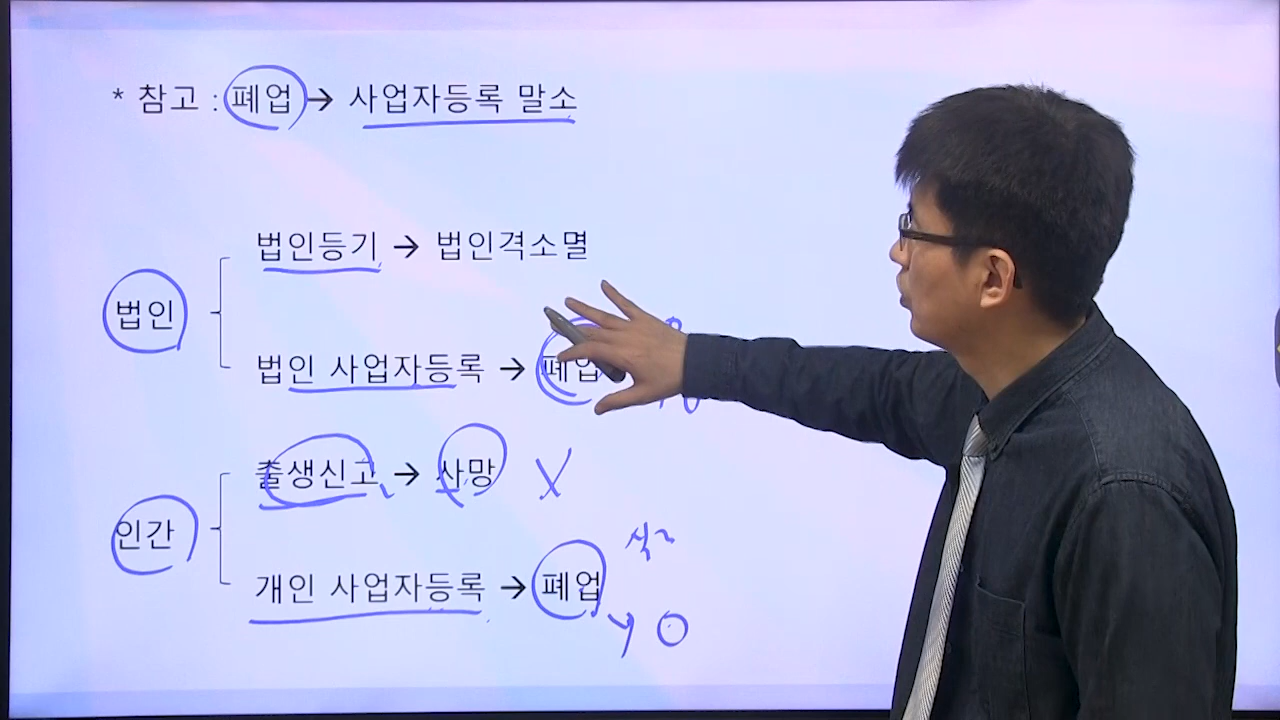 * 참고 : 폐업 → 사업자등록 말소
법인등기 → 법인격소멸
법인
법인 사업자등록 → 폐업
출생신고 → 사망 X
인간
개인 사업자등록 → 폐업
→ O